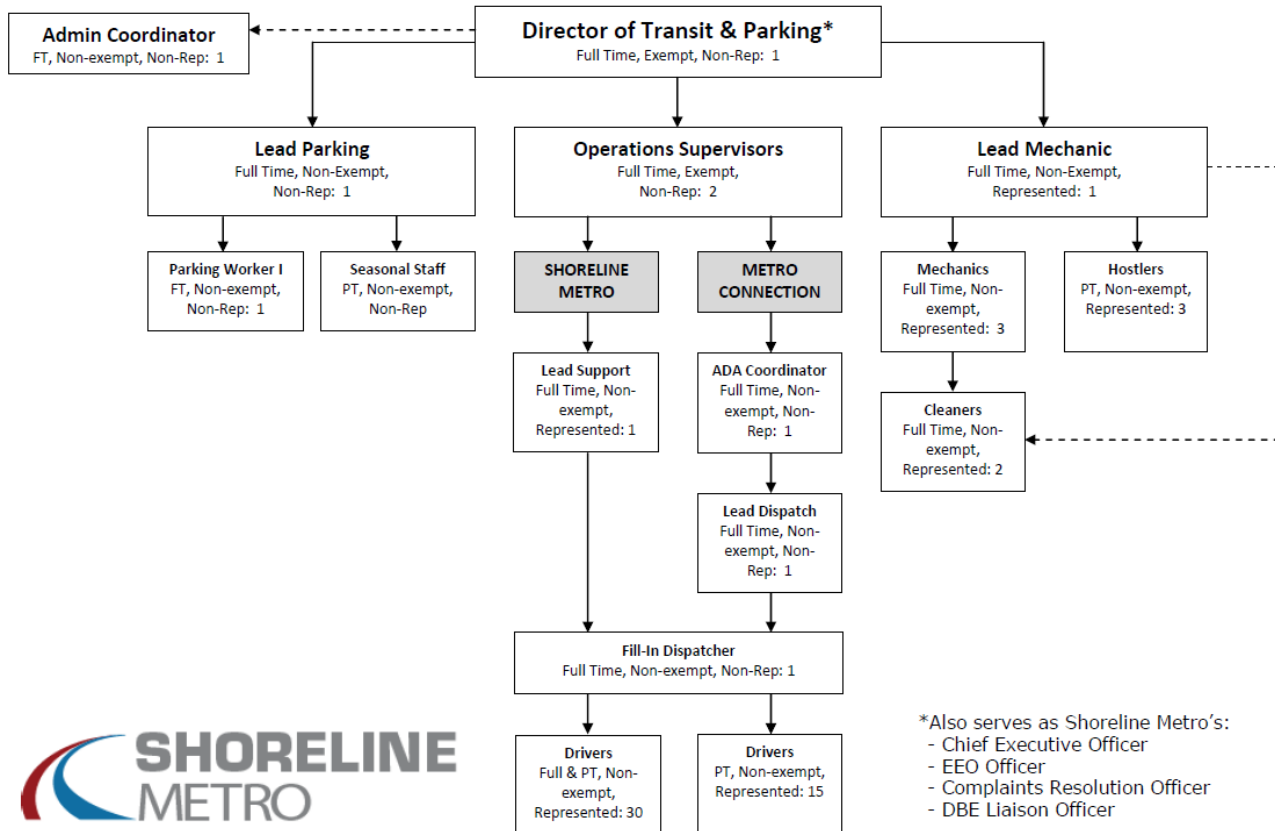 Admin Coordinator
FT, Non-exempt, Non-Rep: 1
Director of Transit & Parking*
Full Time, Exempt, Non-Rep: 1
Lead Parking
Full Time, Non-Exempt,
Non-Rep: 1
Operations Supervisors
Full Time, Exempt,
Non-Rep: 2
Lead Mechanic
Full Time, Non-Exempt,
Represented: 1
Parking Worker I
FT, Non-exempt,
Non-Rep: 1
Seasonal Staff
PT, Non-exempt,
Non-Rep
SHORELINE
METRO
METRO
CONNECTION
Mechanics
Full Time, Non-
exempt,
Represented: 3
Hostlers
PT, Non-exempt,
Represented: 3
Lead Support
Full Time, Non-
exempt,
Represented: 1
ADA Coordinator
Full Time, Non-
exempt, Non-
Rep: 1
Cleaners
Full Time, Non-
exempt,
Represented: 2
Lead Dispatch
Full Time, Non-
exempt, Non-
Rep: 1
Fill-In Dispatcher
Full Time, Non-exempt, Non-Rep: 1
Drivers
Full & PT, Non-
exempt,
Represented: 30
Drivers
PT, Non-exempt,
Represented: 15
SHORELINE
METRO
*Also serves as Shoreline Metro's:
- Chief Executive Officer
- EEO Officer
- Complaints Resolution Officer
- DBE Liaison Officer